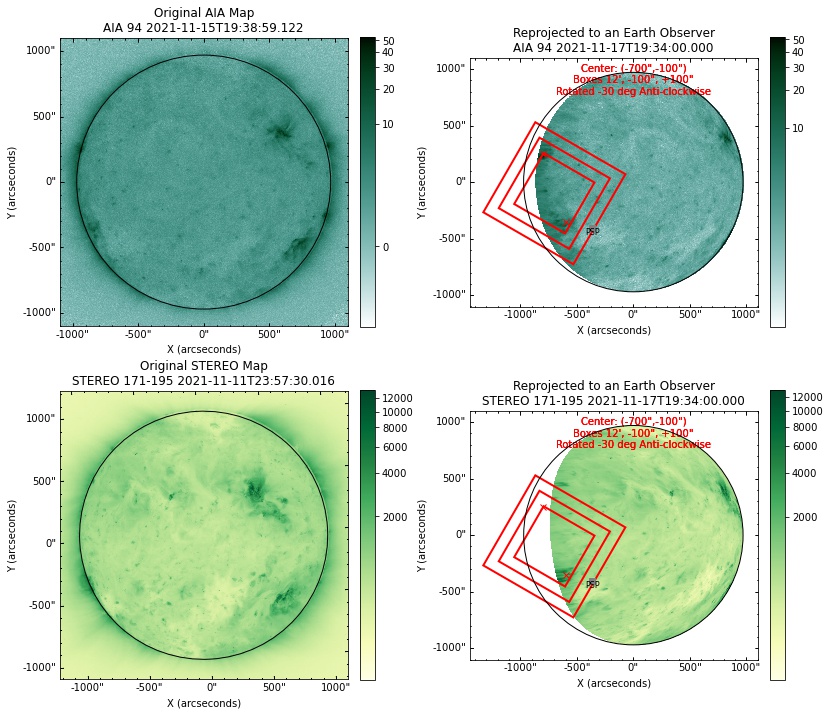 Original AIA Map
AIA 94 2021-11-15T19:38:59.122
1000"
500"
0"
-500"
-1000"
-1000"
-500"
0"
500"
1000"
X (arcseconds)
Y (arcseconds)
50
40
30
20
10
0
Reprojected to an Earth Observer
AIA 94 2021-11-17T19:34:00.000
Center: (-700",-100")
Boxes 12', -100", +100"
Rotated -30 deg Anti-clockwise
PSP
1000"
500"
0"
-500"
-1000"
-1000"
-500"
0"
500"
1000"
X (arcseconds)
Y (arcseconds)
50
40
30
20
10
Original STEREO Map
STEREO 171-195 2021-11-11T23:57:30.016
1000"
500"
0"
-500"
-1000"
-1000"
-500"
0"
500"
1000"
X (arcseconds)
Y (arcseconds)
12000
10000
8000
6000
4000
2000
Reprojected to an Earth Observer
STEREO 171-195 2021-11-17T19:34:00.000
Center: (-700",-100")
Boxes 12', -100", +100"
Rotated -30 deg Anti-clockwise
PSP
1000"
500"
0"
-500"
-1000"
-1000"
-500"
0"
500"
1000"
X (arcseconds)
Y (arcseconds)
12000
10000
8000
6000
4000
2000